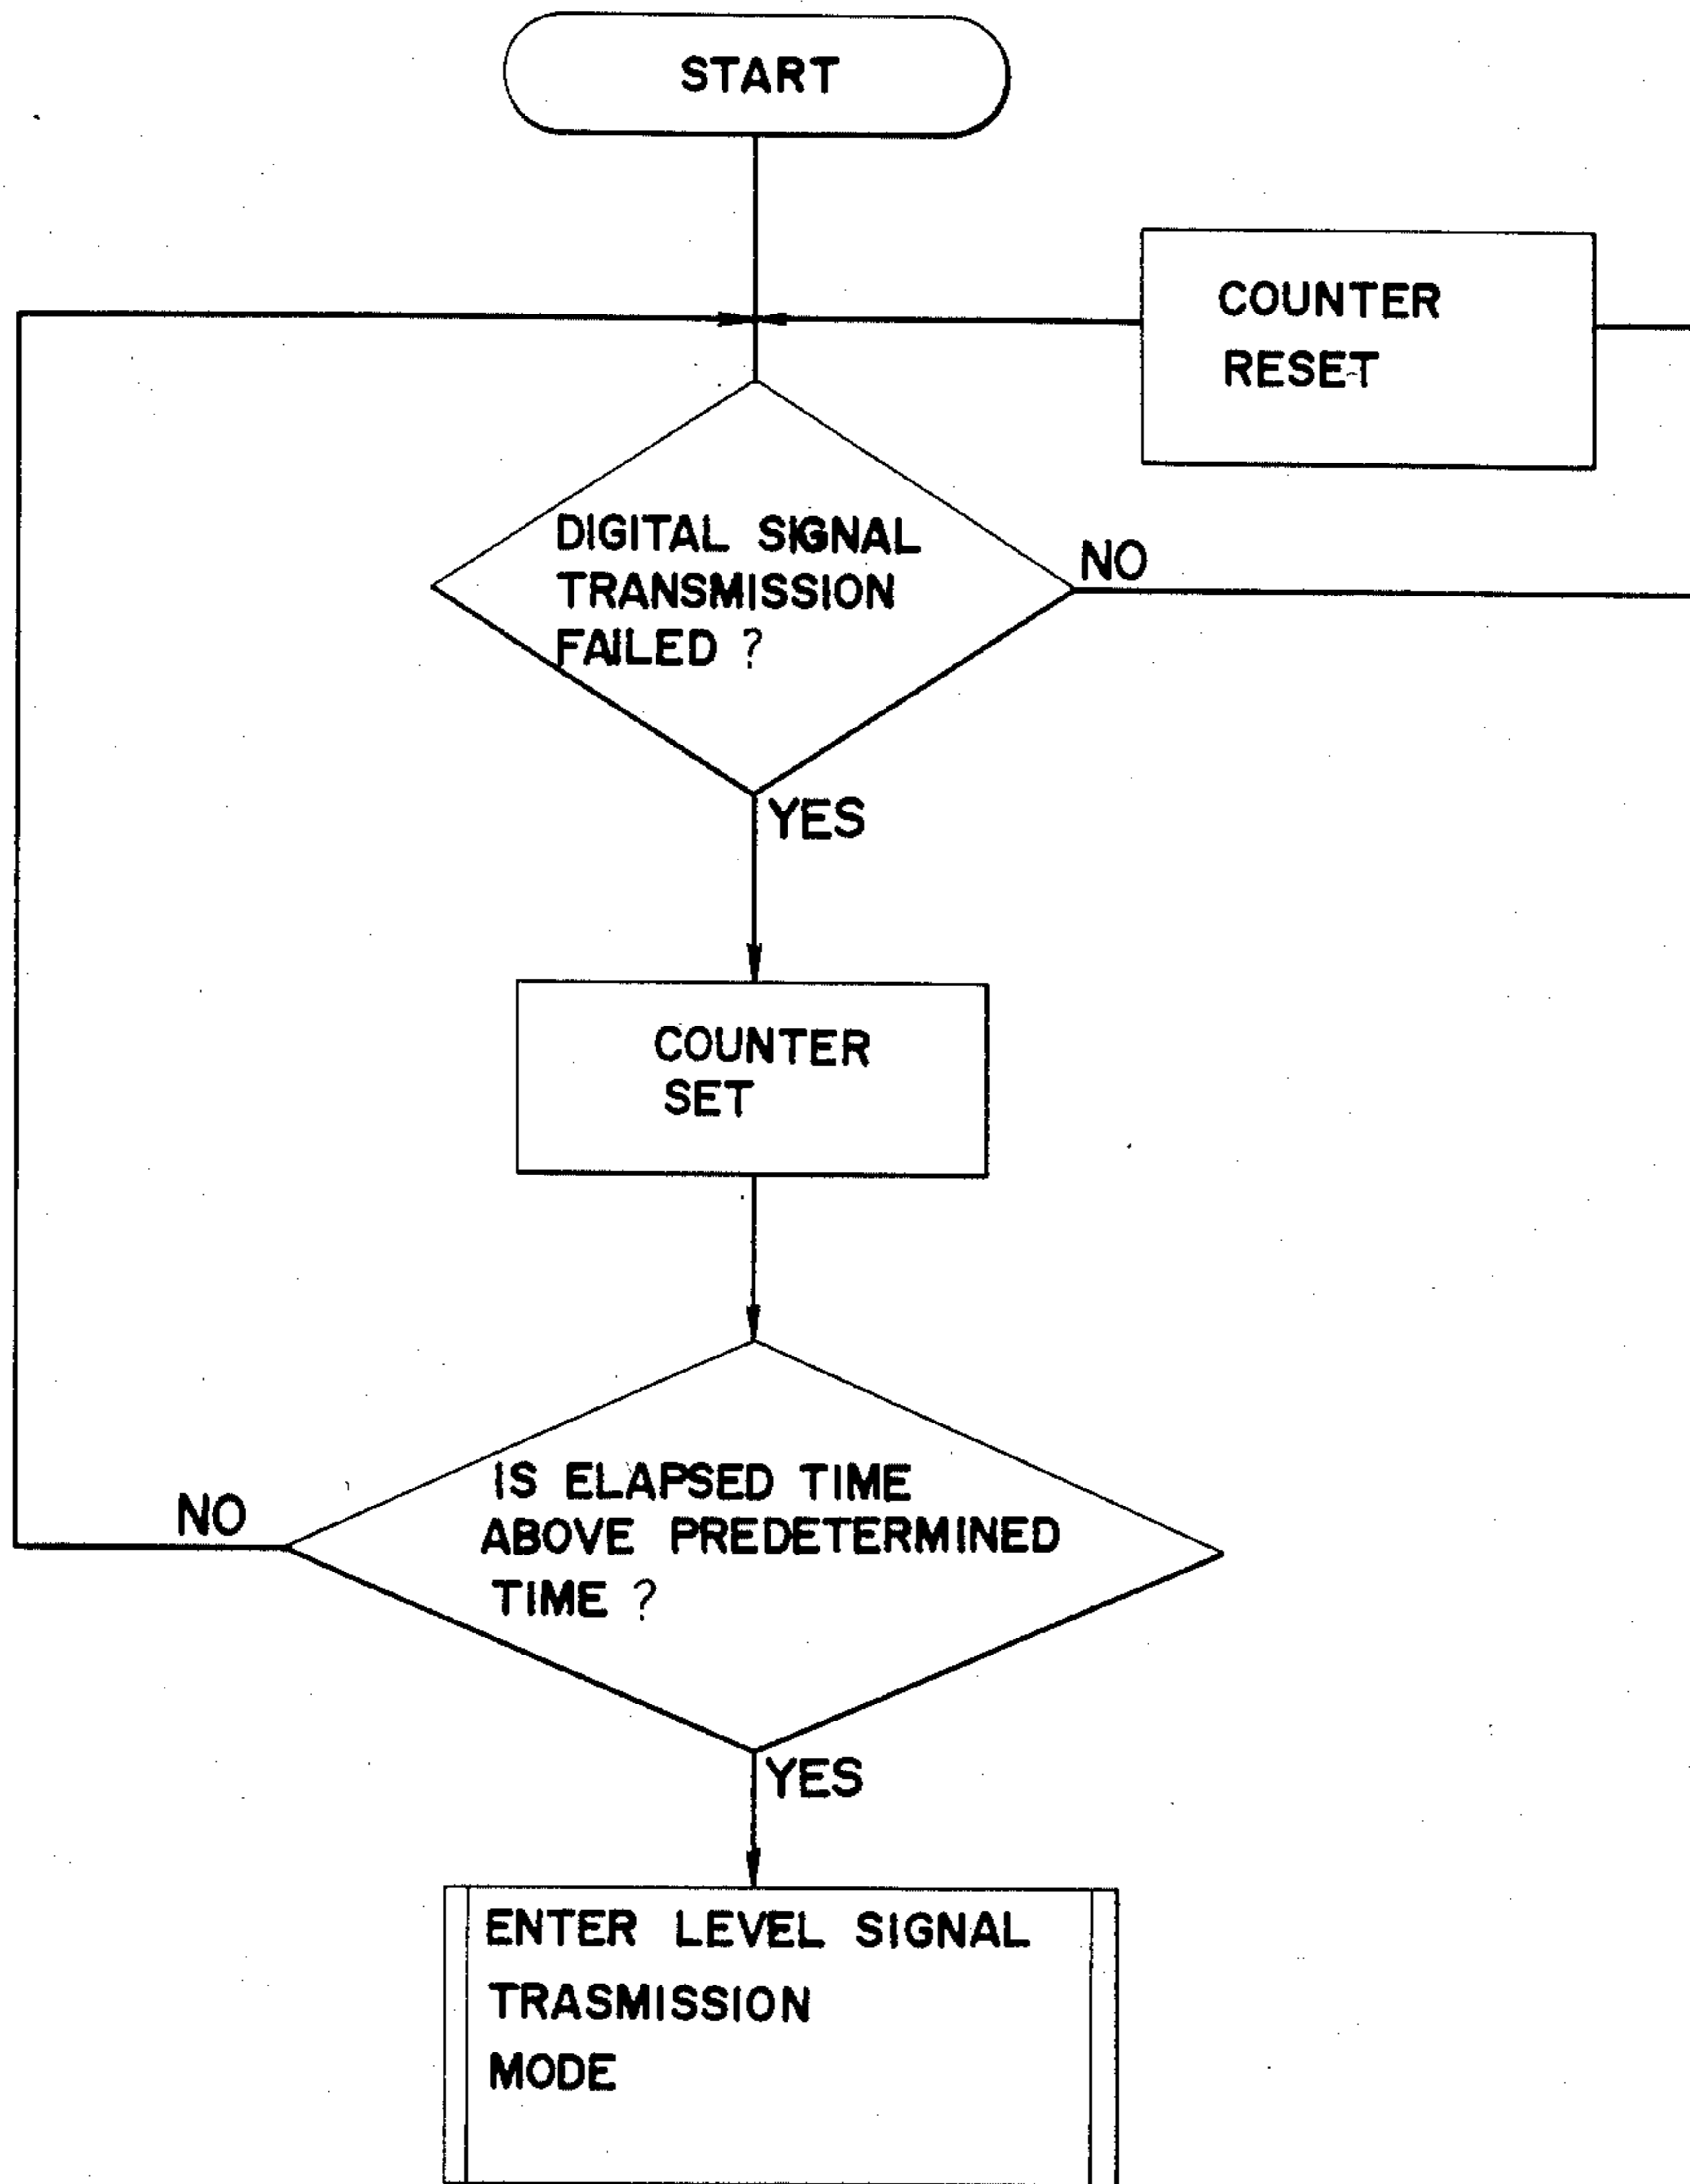 START
COUNTER
RESET
DIGITAL SIGNAL
TRANSMISSION
FAILED ?
NO
YES
COUNTER
SET
IS ELAPSED TIME
ABOVE PREDETERMINED
TIME ?
NO
YES
ENTER LEVEL SIGNAL
TRASMISSION
MODE